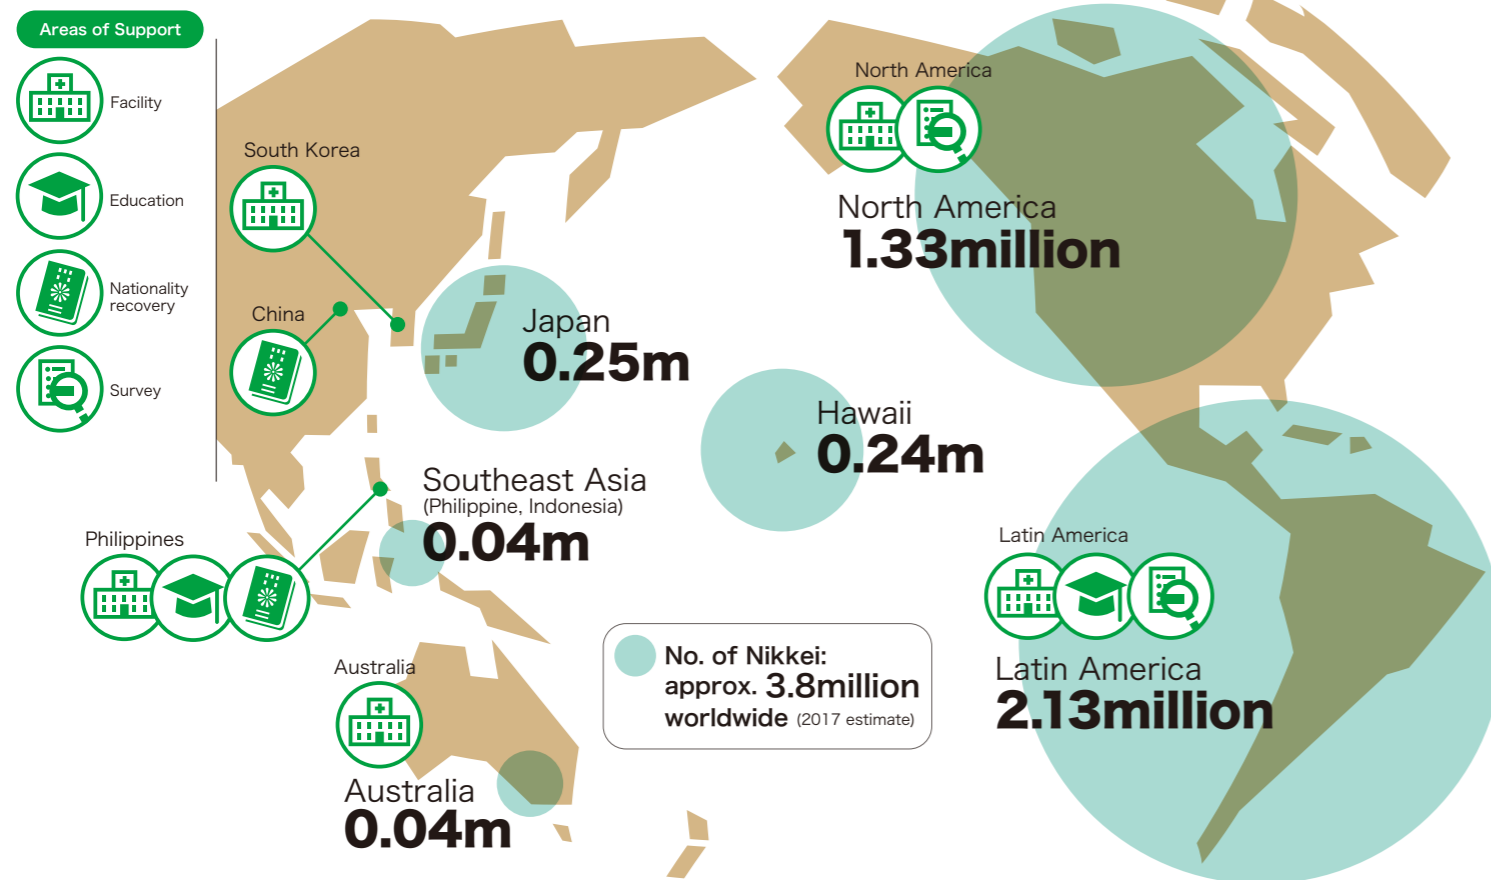 Areas of Support
Facility
Education
Nationality
recovery
Survey
South Korea
China
Japan
0.25m
Southeast Asia
(Philippine, Indonesia)
0.04m
Philippines
Australia
Australia
0.04m
Hawaii
0.24m
North America
North America
1.33million
Latin America
Latin America
2.13million
No. of Nikkei:
approx. 3.8million
worldwide (2017 estimate)